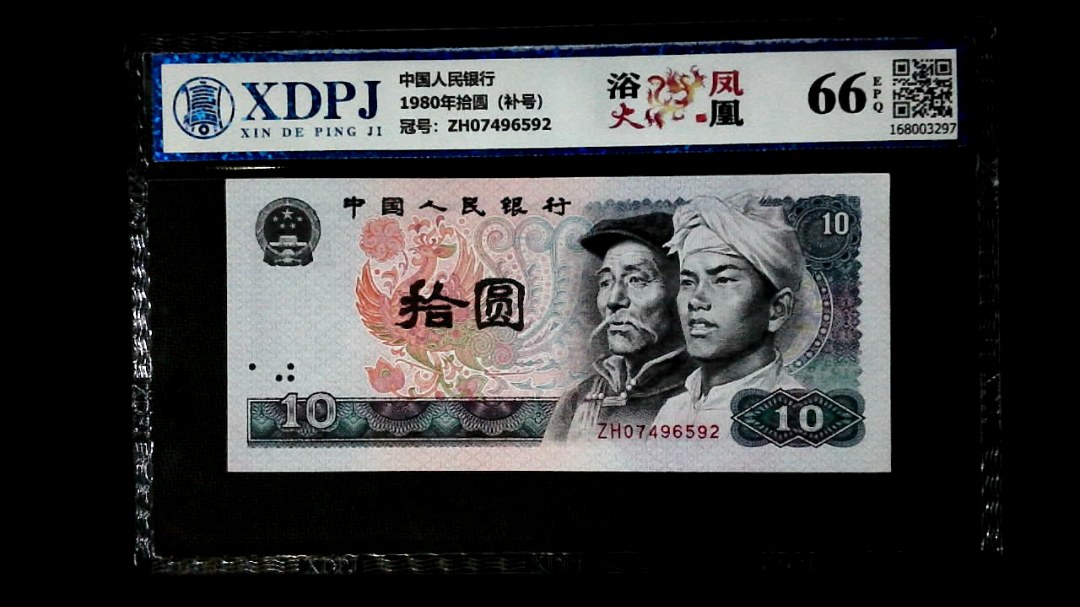 XDPJ
XIN DE PING JI
中国人民银行
1980年拾圆（补号）
冠号：ZH07496592
浴火凤凰
66 EPQ
168003297
中国人民银行
10
拾圆
10
ZH07496592
10
XDPJ